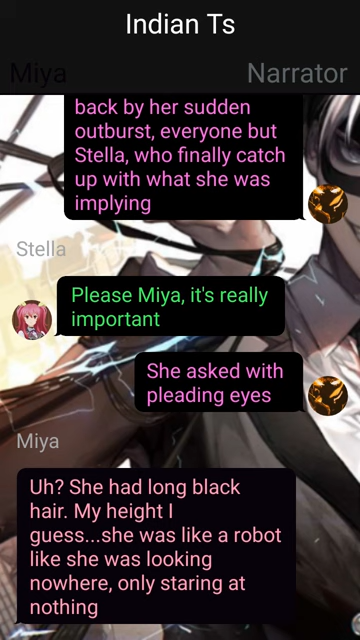 Indian Ts
Miya
Narrator
back by her sudden
outburst, everyone but
Stella, who finally catch
up with what she was
implying
Stella
Please Miya, it's really
important
She asked with
pleading eyes
Miya
Uh? She had long black
hair. My height I
guess...she was like a robot
like she was looking
nowhere, only staring at
nothing